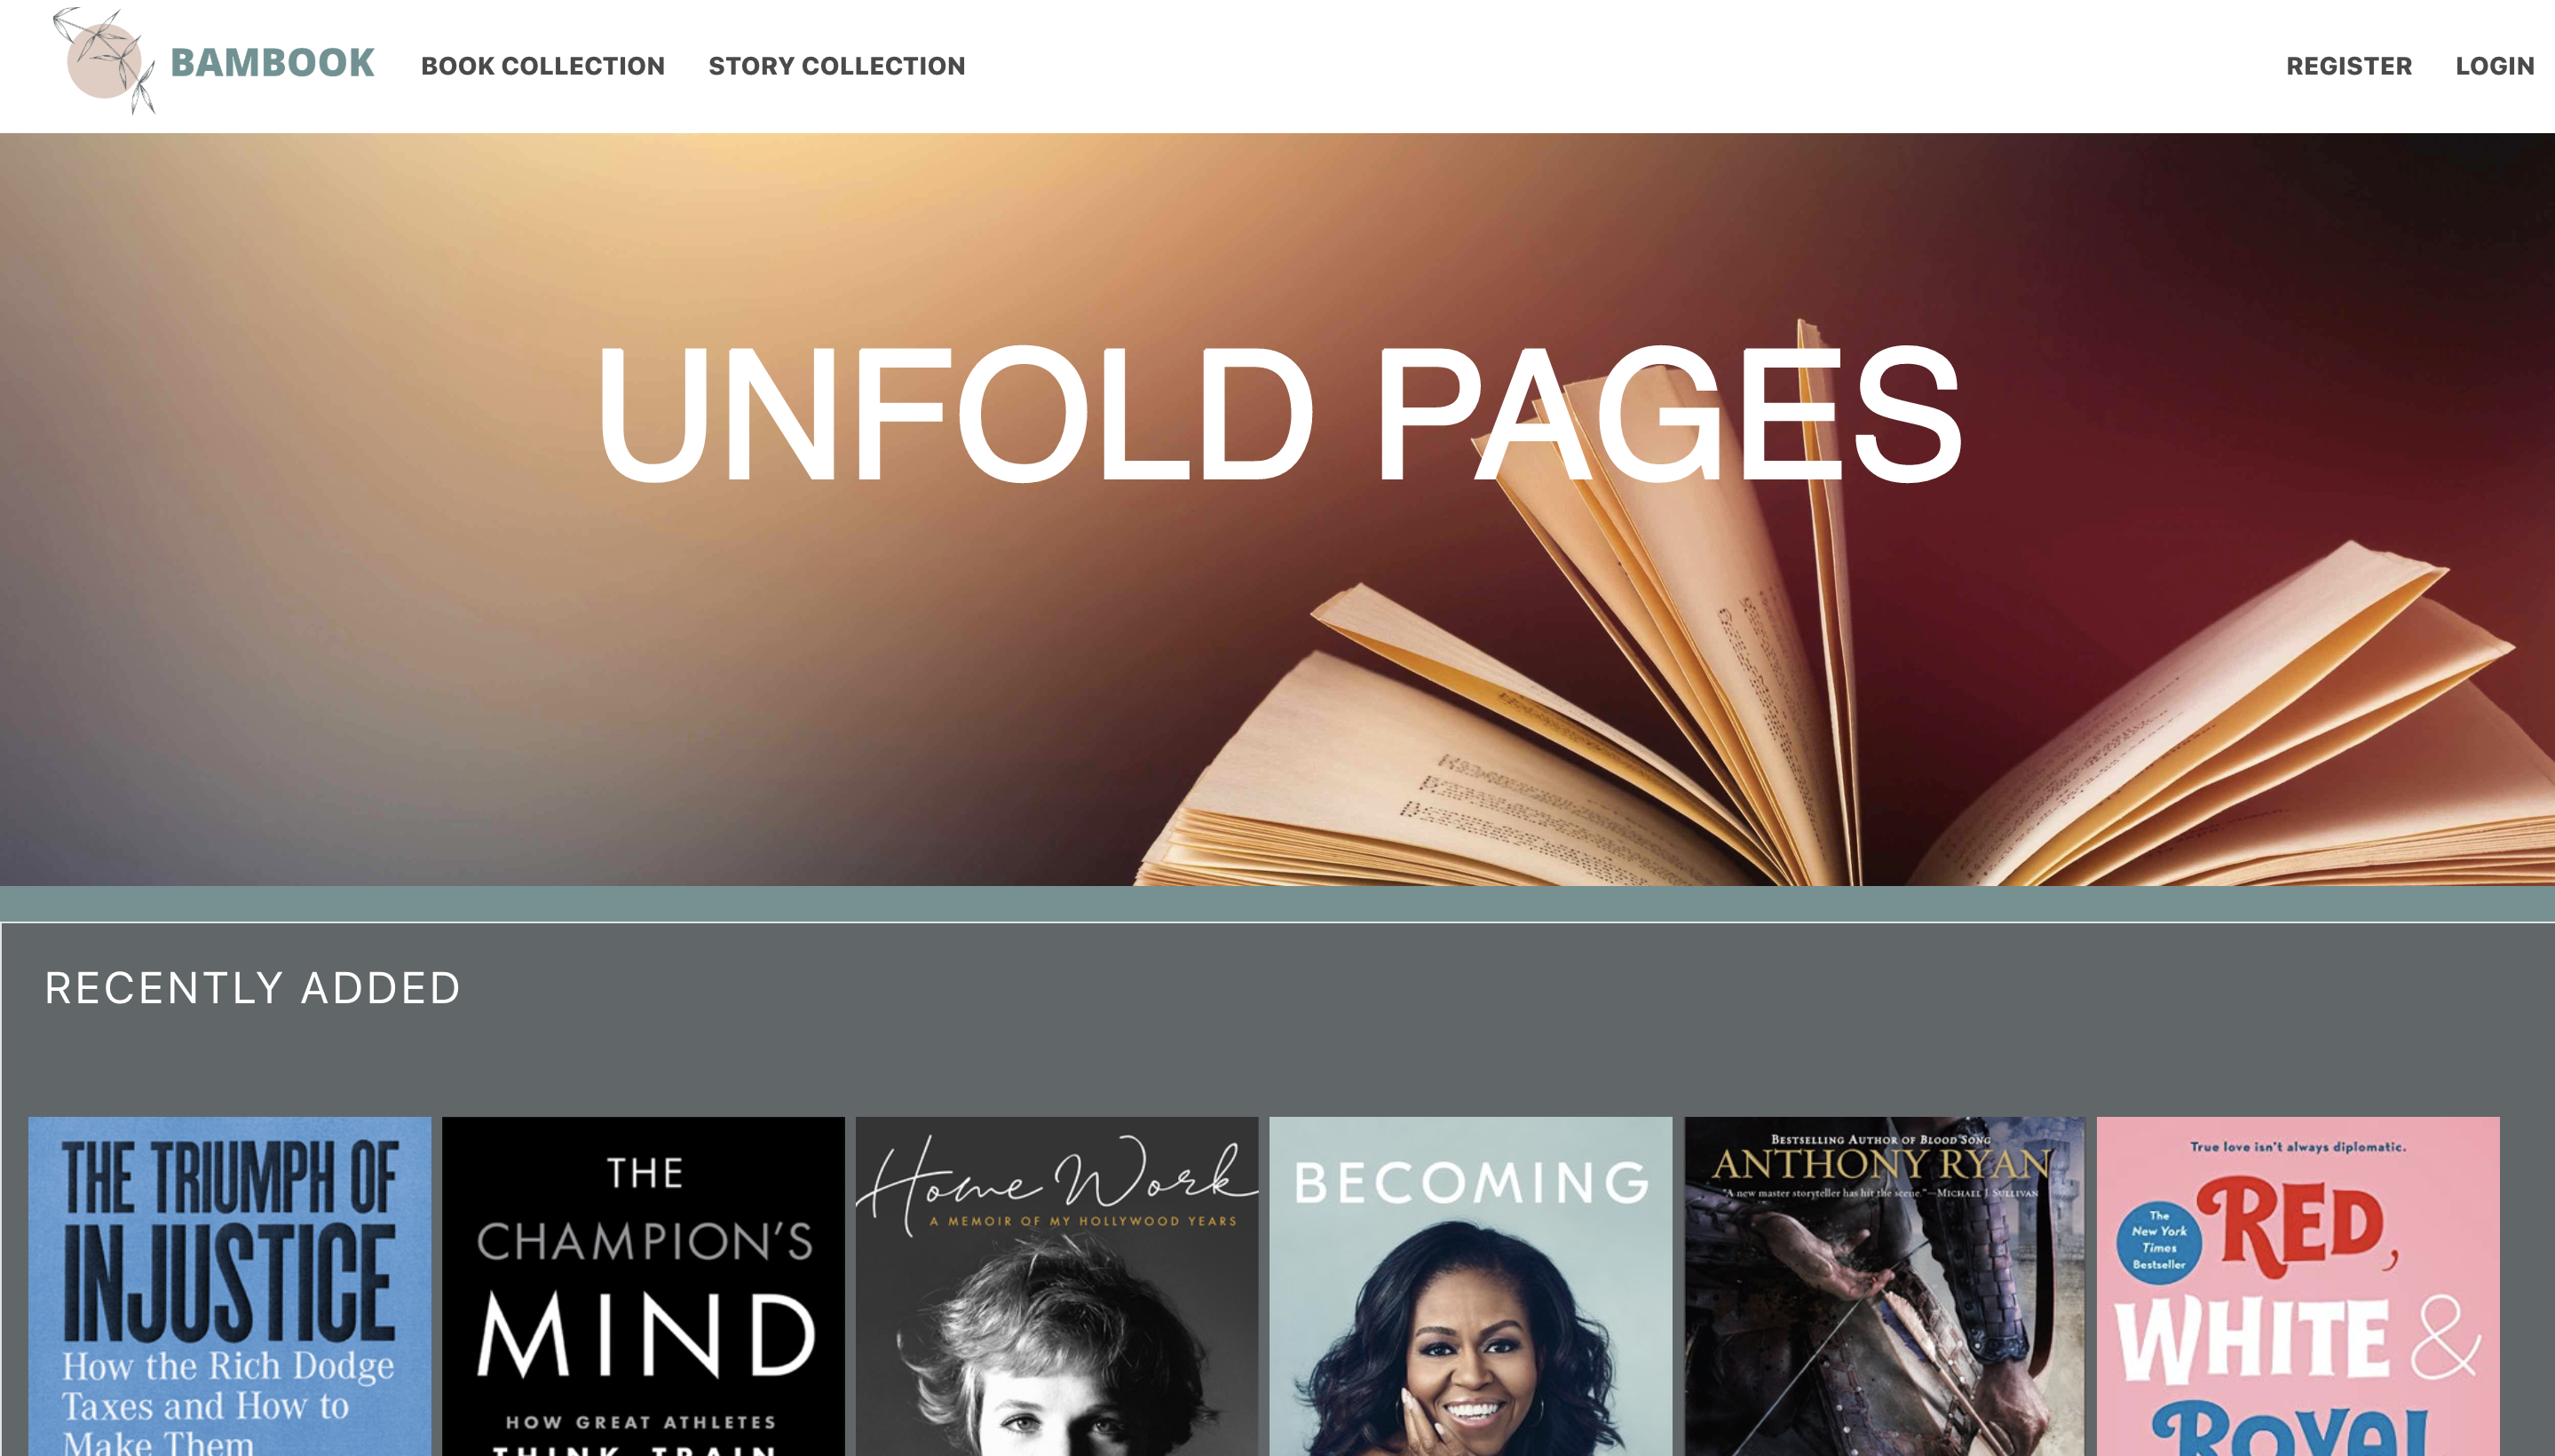 BAMBOOK
BOOK COLLECTION
STORY COLLECTION
REGISTER
LOGIN
UNFOLD PAGES
RECENTLY ADDED
THE TRIUMPH OF
INJUSTICE
How the Rich Dodge
Taxes and How to
Make Them
THE
CHAMPION'S
MIND
HOW GREAT ATHLETES
THINK, TRAIN
Home Work
A MEMOIR OF MY HOLLYWOOD YEARS
BECOMING
BESTSELLING AUTHOR OF BLOOD SONG
ANTHONY RYAN
"A new master storyteller has hit the scene."—MICHAEL J. SULLIVAN
True love isn't always diplomatic.
The
New York
Times
Bestseller
RED,
WHITE &
ROYAL